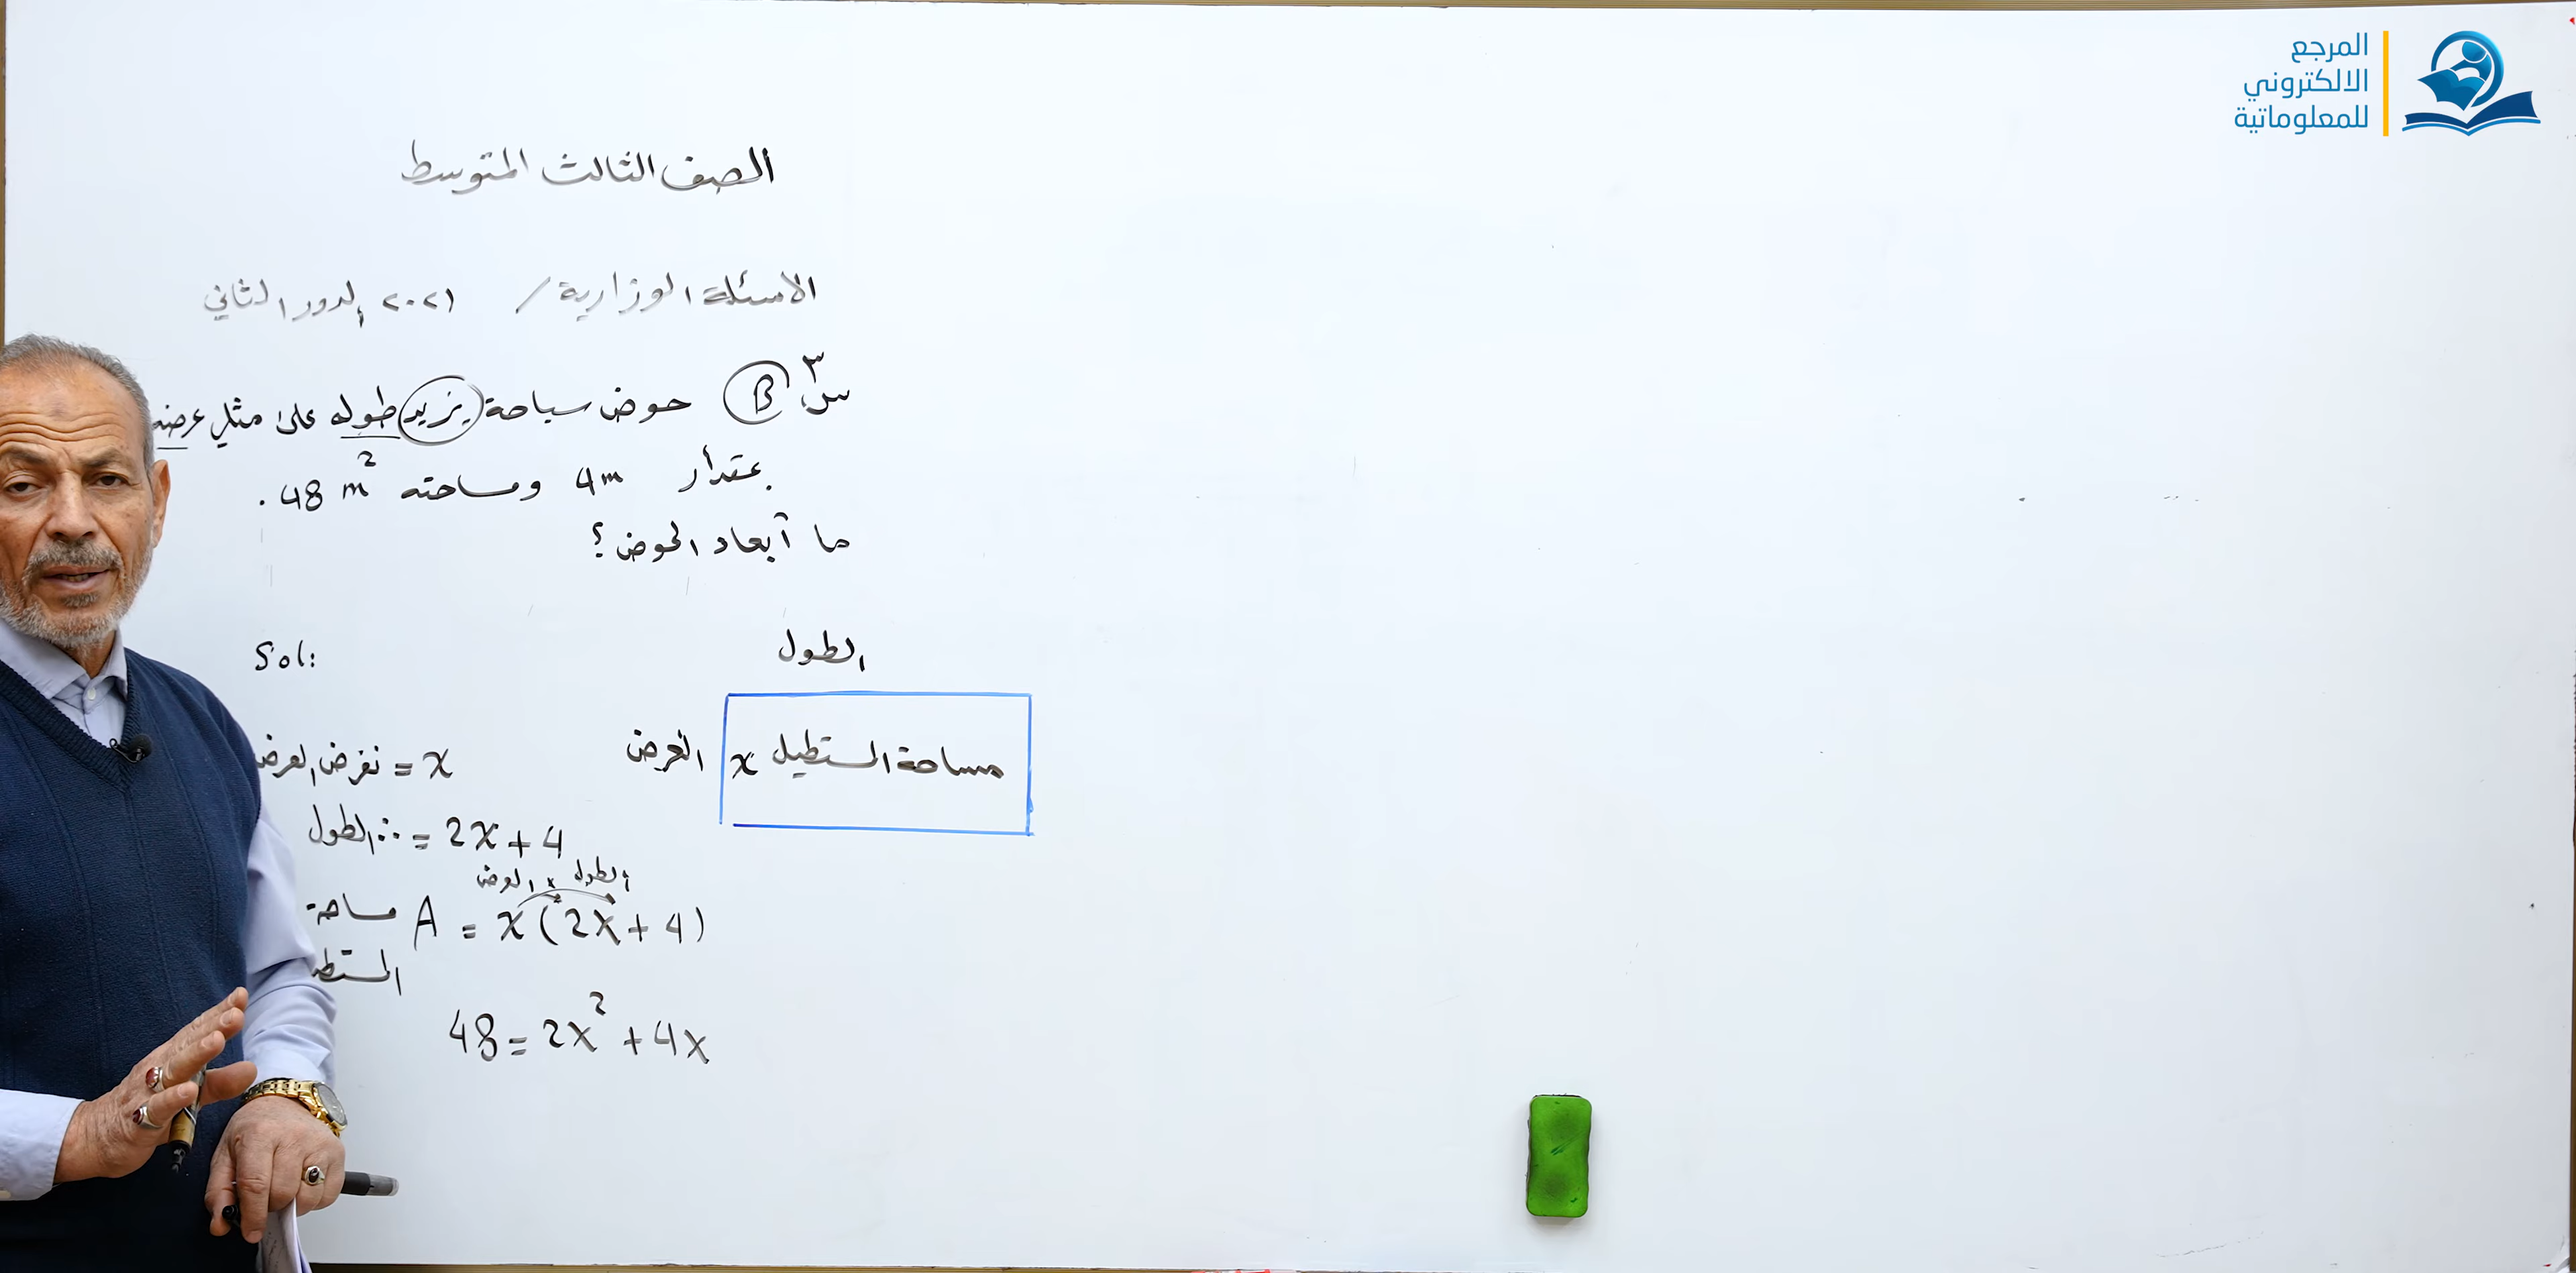 المرجع
الالكتروني
للمعلوماتية
الصف الثالث المتوسط
الاسئلة الوزارية / ٢٠٢١ الدور الثاني
س٣ B حوض سباحة يزيد طوله على مثلي عرضه
بمقدار 4m ومساحته 48 m².
ما أبعاد الحوض؟
Sol:
الطول
العرض
x مساحة المستطيل
نفرض العرض = x
∴ الطول = 2x + 4
الطول × العرض
مساحة
A = x (2x + 4)
48 = 2x² + 4x